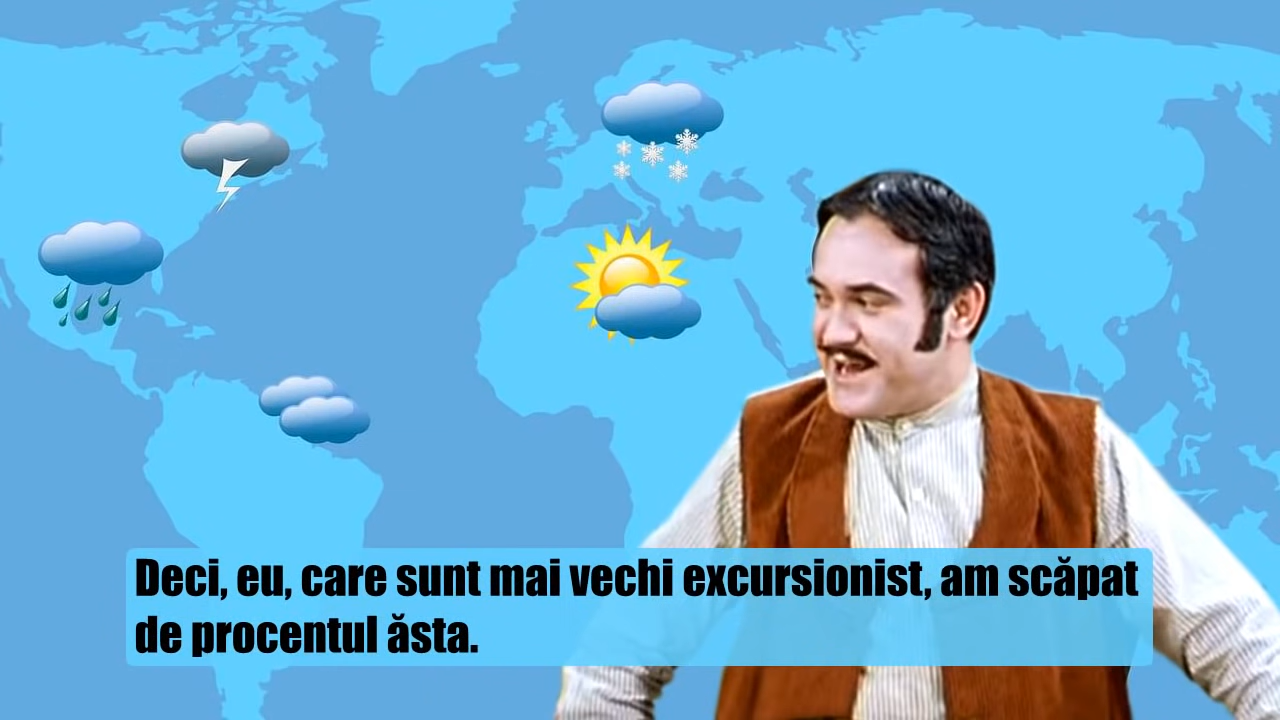 Deci, eu, care sunt mai vechi excursionist, am scăpat
de procentul ăsta.